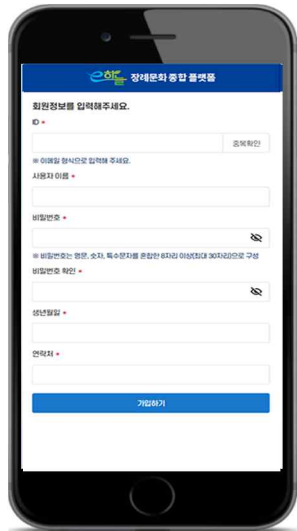 e하늘 장례문화 종합 플랫폼
회원정보를 입력해주세요.
ID *
중복확인
※ 이메일 형식으로 입력해 주세요.
사용자 이름 *
비밀번호 *
※ 비밀번호는 영문, 숫자, 특수문자를 혼합한 8자리 이상(최대 30자리)으로 구성
비밀번호 확인 *
생년월일 *
연락처 *
가입하기